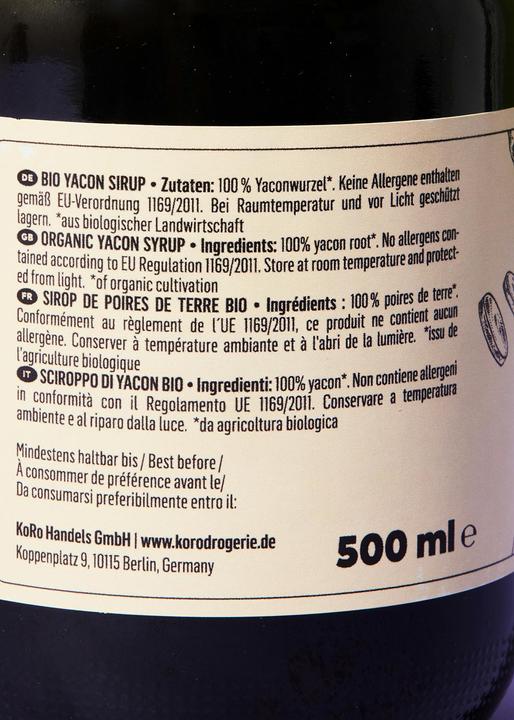 DE BIO YACON SIRUP • Zutaten: 100 % Yaconwurzel*. Keine Allergene enthalten
gemäß EU-Verordnung 1169/2011. Bei Raumtemperatur und vor Licht geschützt
lagern. *aus biologischer Landwirtschaft
GB ORGANIC YACON SYRUP • Ingredients: 100% yacon root*. No allergens con-
tained according to EU Regulation 1169/2011. Store at room temperature and protect-
ed from light. *of organic cultivation
FR SIROP DE POIRES DE TERRE BIO • Ingrédients : 100 % poires de terre*.
Conformément au règlement de l'UE 1169/2011, ce produit ne contient aucun
allergène. Conserver à température ambiante et à l'abri de la lumière. *issu de
l'agriculture biologique
IT SCIROPPO DI YACON BIO • Ingredienti: 100% yacon*. Non contiene allergeni
in conformità con il Regolamento UE 1169/2011. Conservare a temperatura
ambiente e al riparo dalla luce. *da agricoltura biologica
Mindestens haltbar bis / Best before /
À consommer de préférence avant le/
Da consumarsi preferibilmente entro il:
KoRo Handels GmbH | www.korodrogerie.de
Koppenplatz 9, 10115 Berlin, Germany
500 ml e